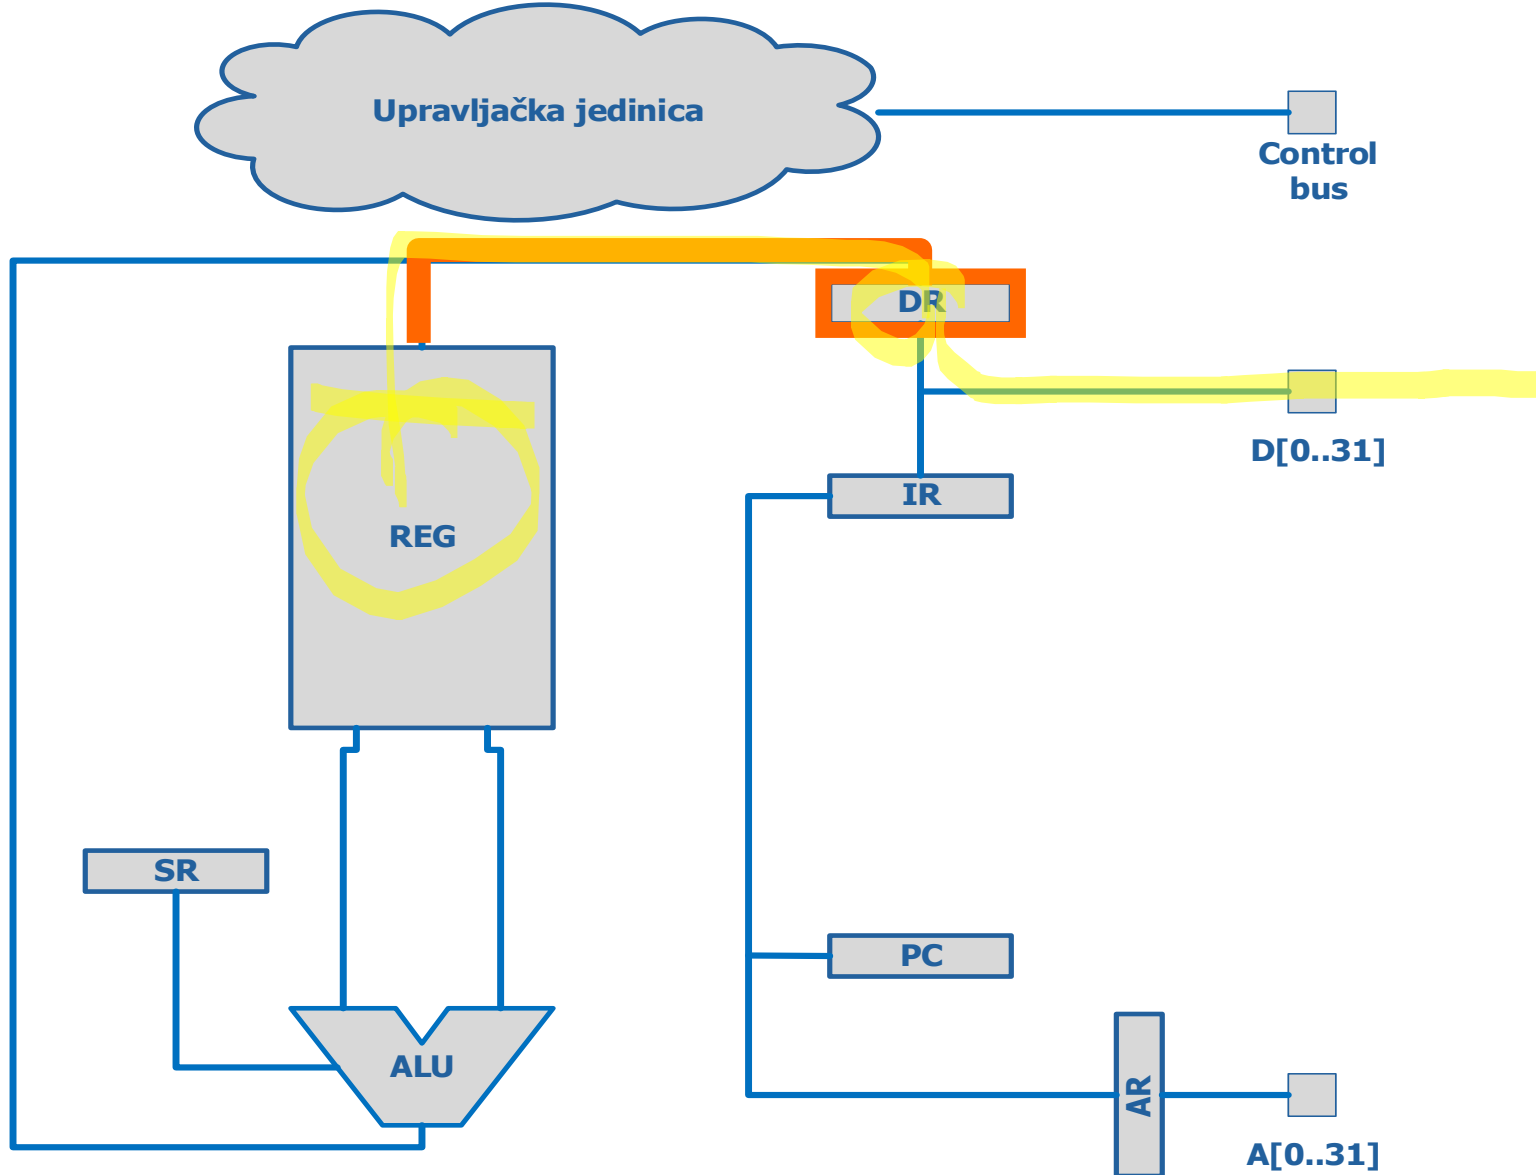 Upravljačka jedinica
Control
bus
DR
D[0..31]
IR
REG
SR
PC
ALU
AR
A[0..31]